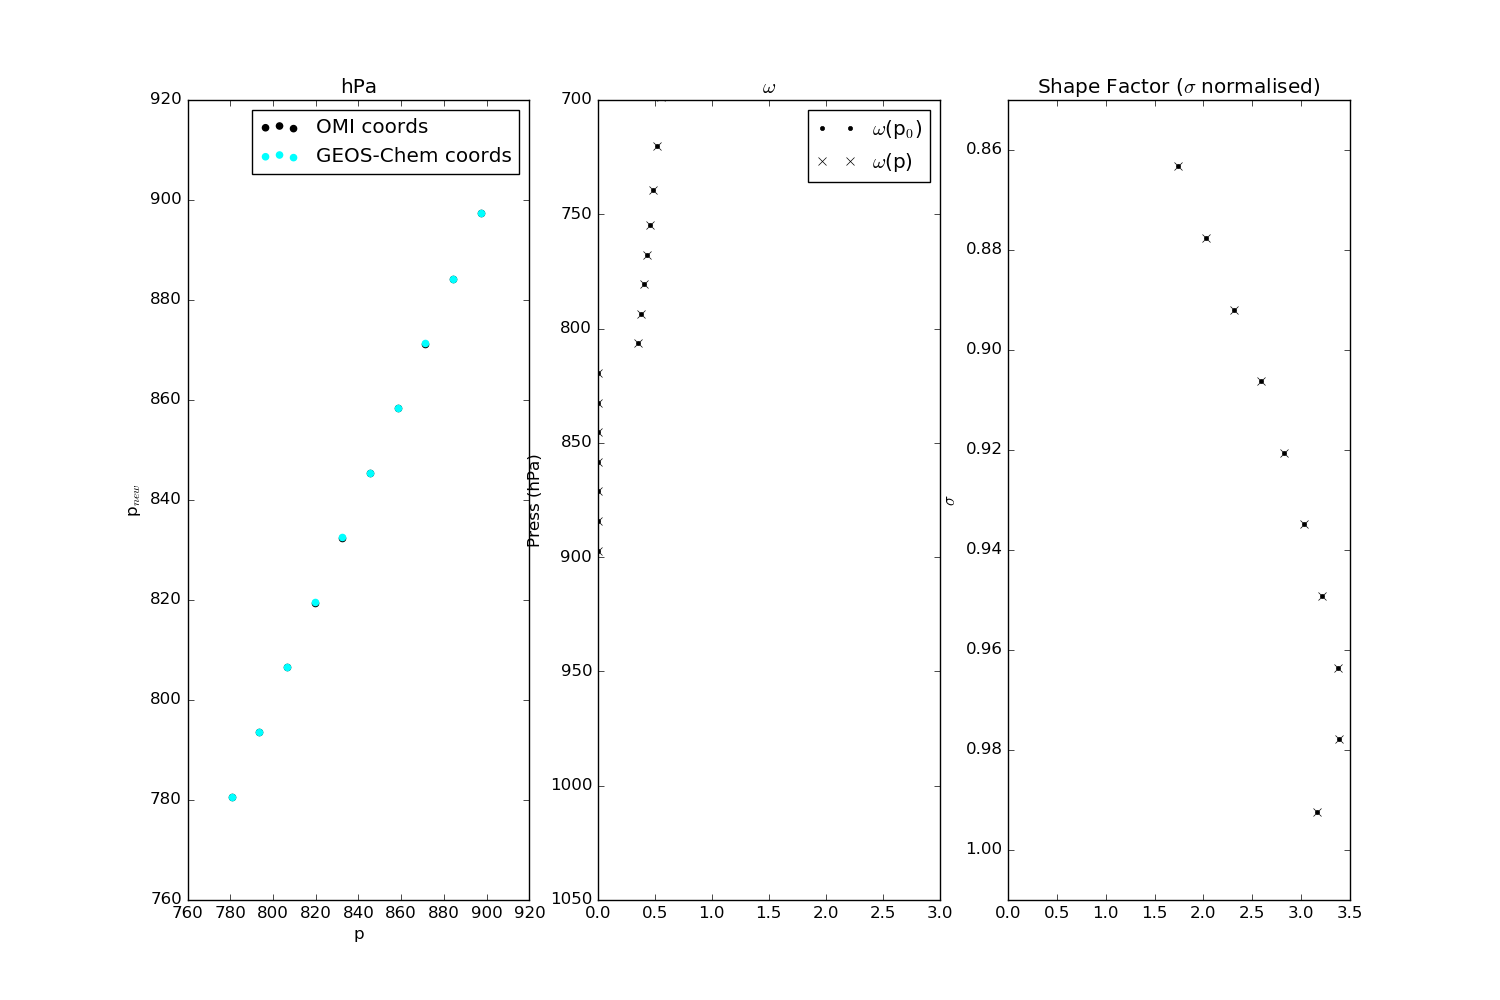 hPa
OMI coords
GEOS-Chem coords
920
900
880
860
840
820
800
780
760
p_new
760 780 800 820 840 860 880 900 920
p
ω
ω(p₀)
ω(p)
700
750
800
850
900
950
1000
1050
Press (hPa)
0.0 0.5 1.0 1.5 2.0 2.5 3.0
Shape Factor (σ normalised)
0.86
0.88
0.90
0.92
0.94
0.96
0.98
1.00
σ
0.0 0.5 1.0 1.5 2.0 2.5 3.0 3.5